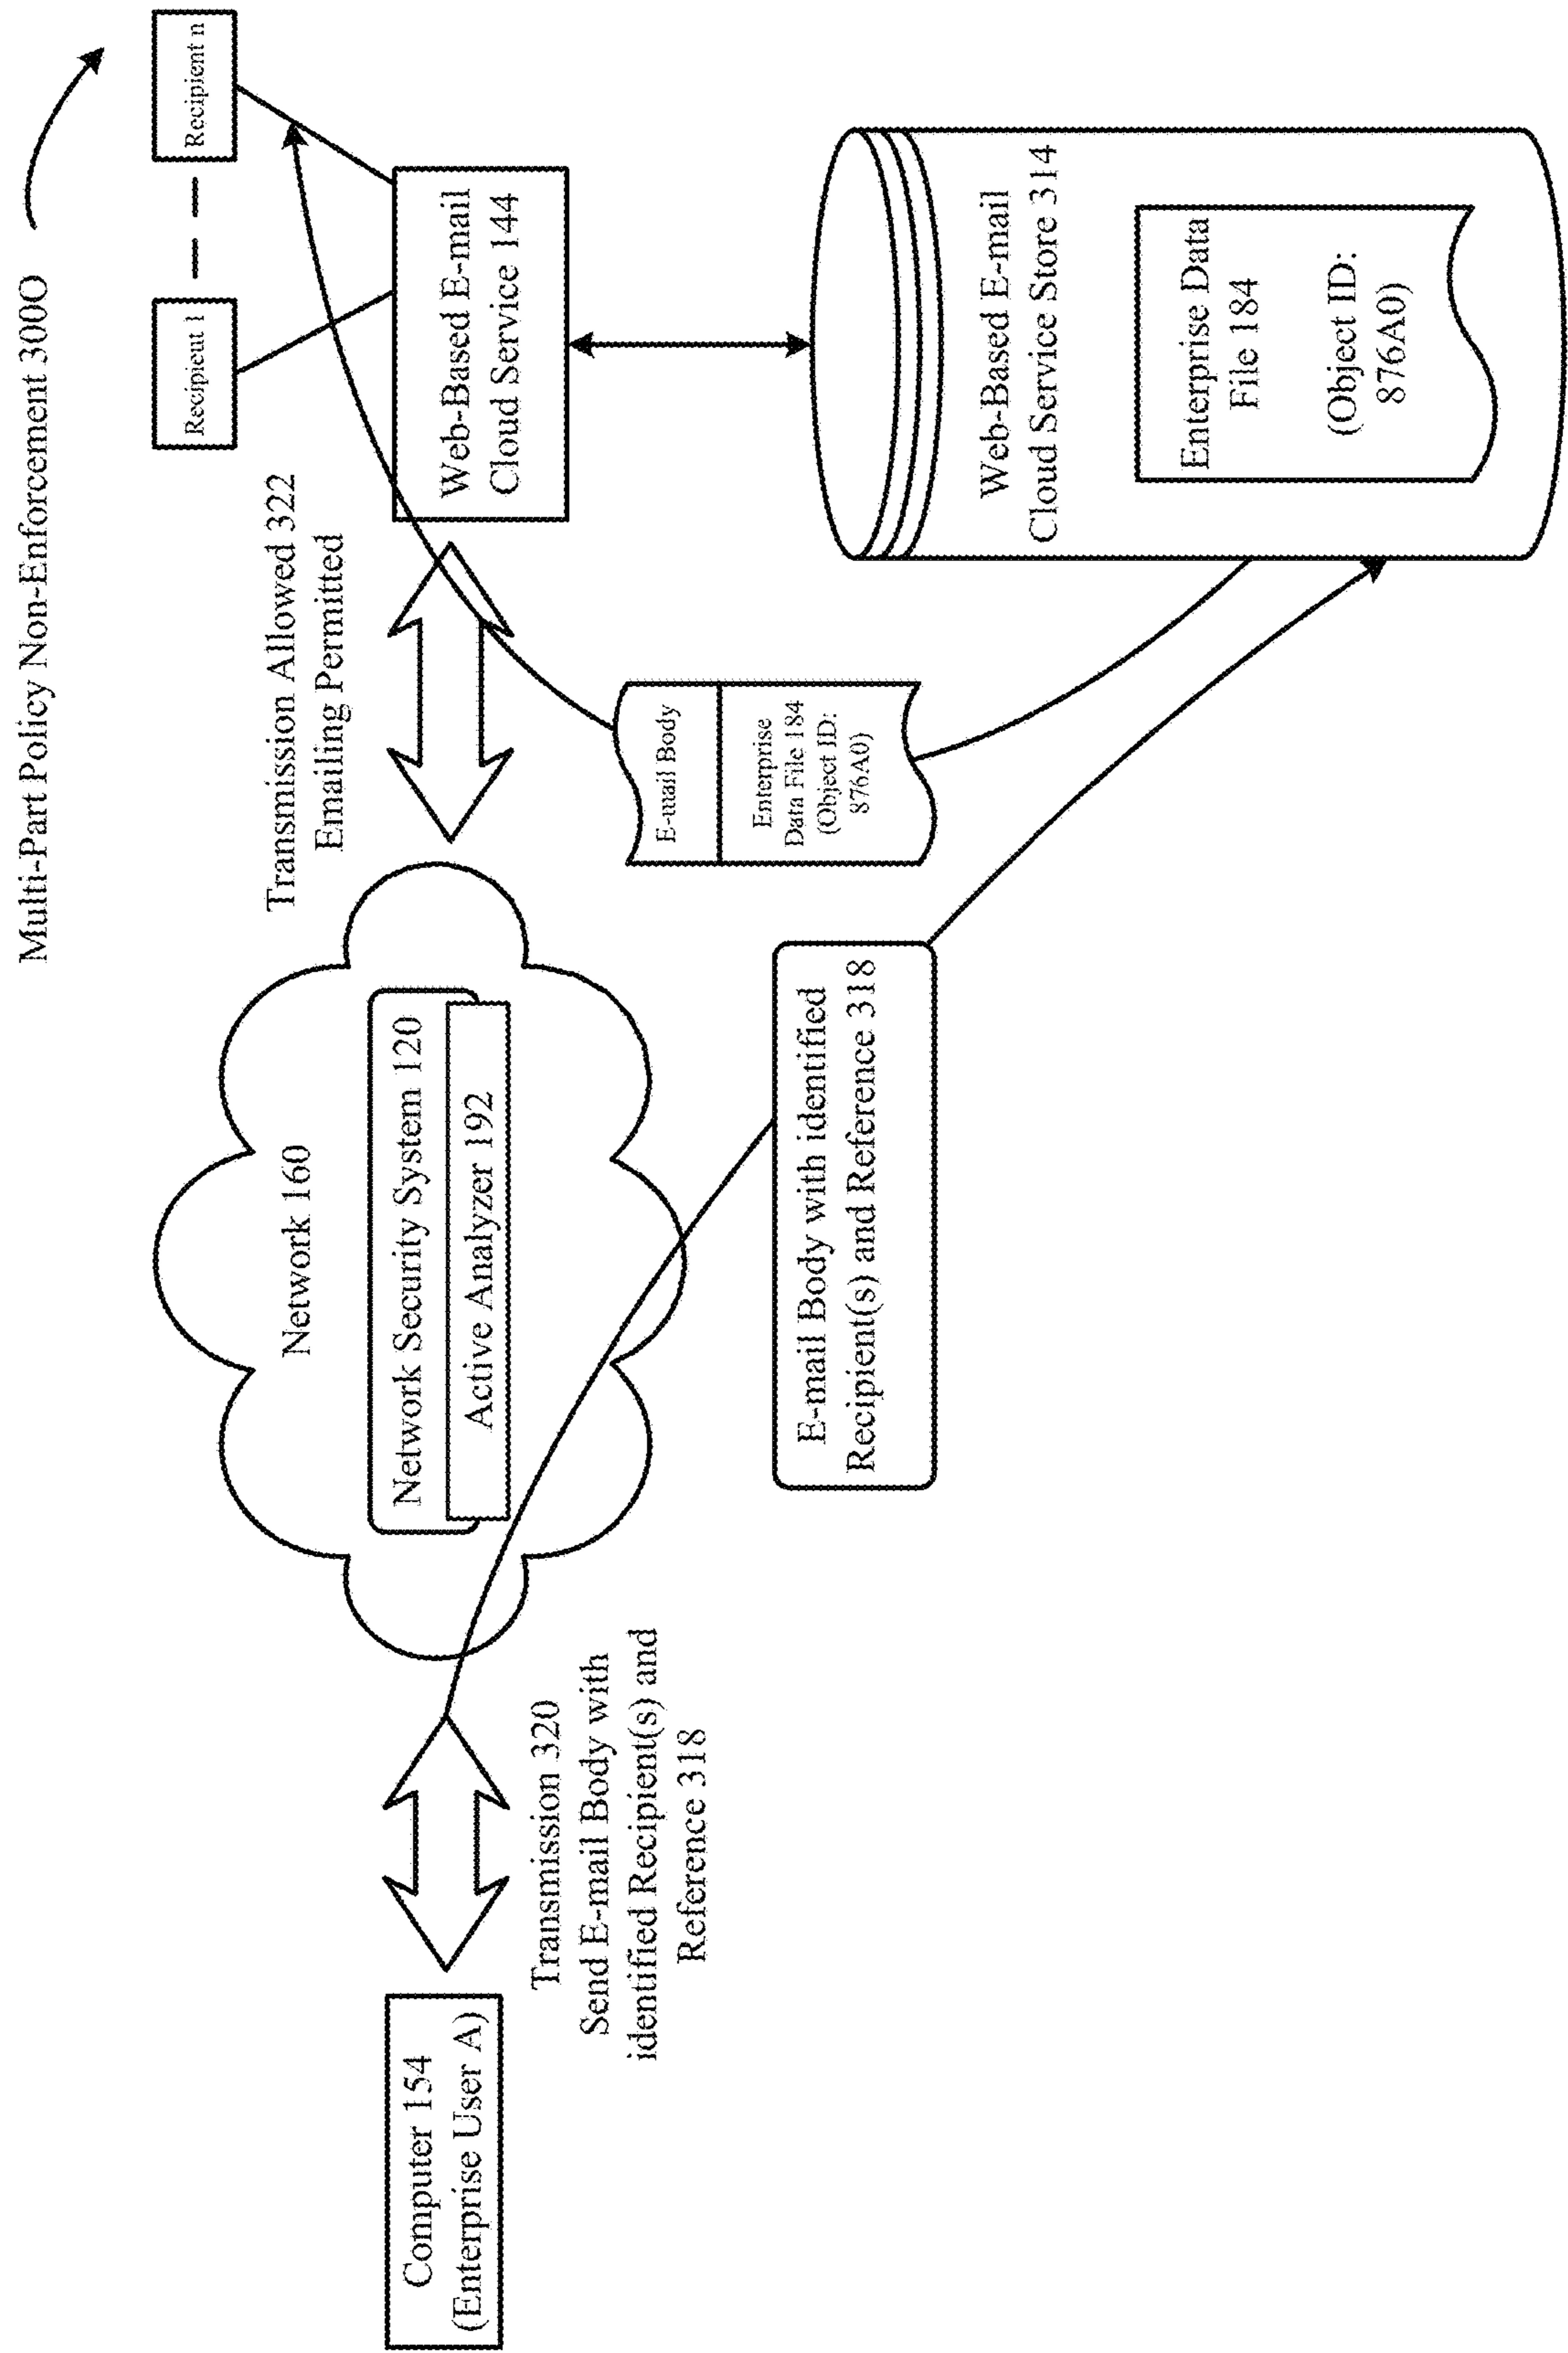 Multi-Part Policy Non-Enforcement 300O
Recipient 1
Recipient n
Transmission Allowed 322
Emailing Permitted
Web-Based E-mail
Cloud Service 144
Network 160
Network Security System 120
Active Analyzer 192
Computer 154
(Enterprise User A)
Transmission 320
Send E-mail Body with
identified Recipient(s) and
Reference 318
E-mail Body
Enterprise
Data File 184
(Object ID:
876A0)
E-mail Body with identified
Recipient(s) and Reference 318
Web-Based E-mail
Cloud Service Store 314
Enterprise Data
File 184
(Object ID:
876A0)